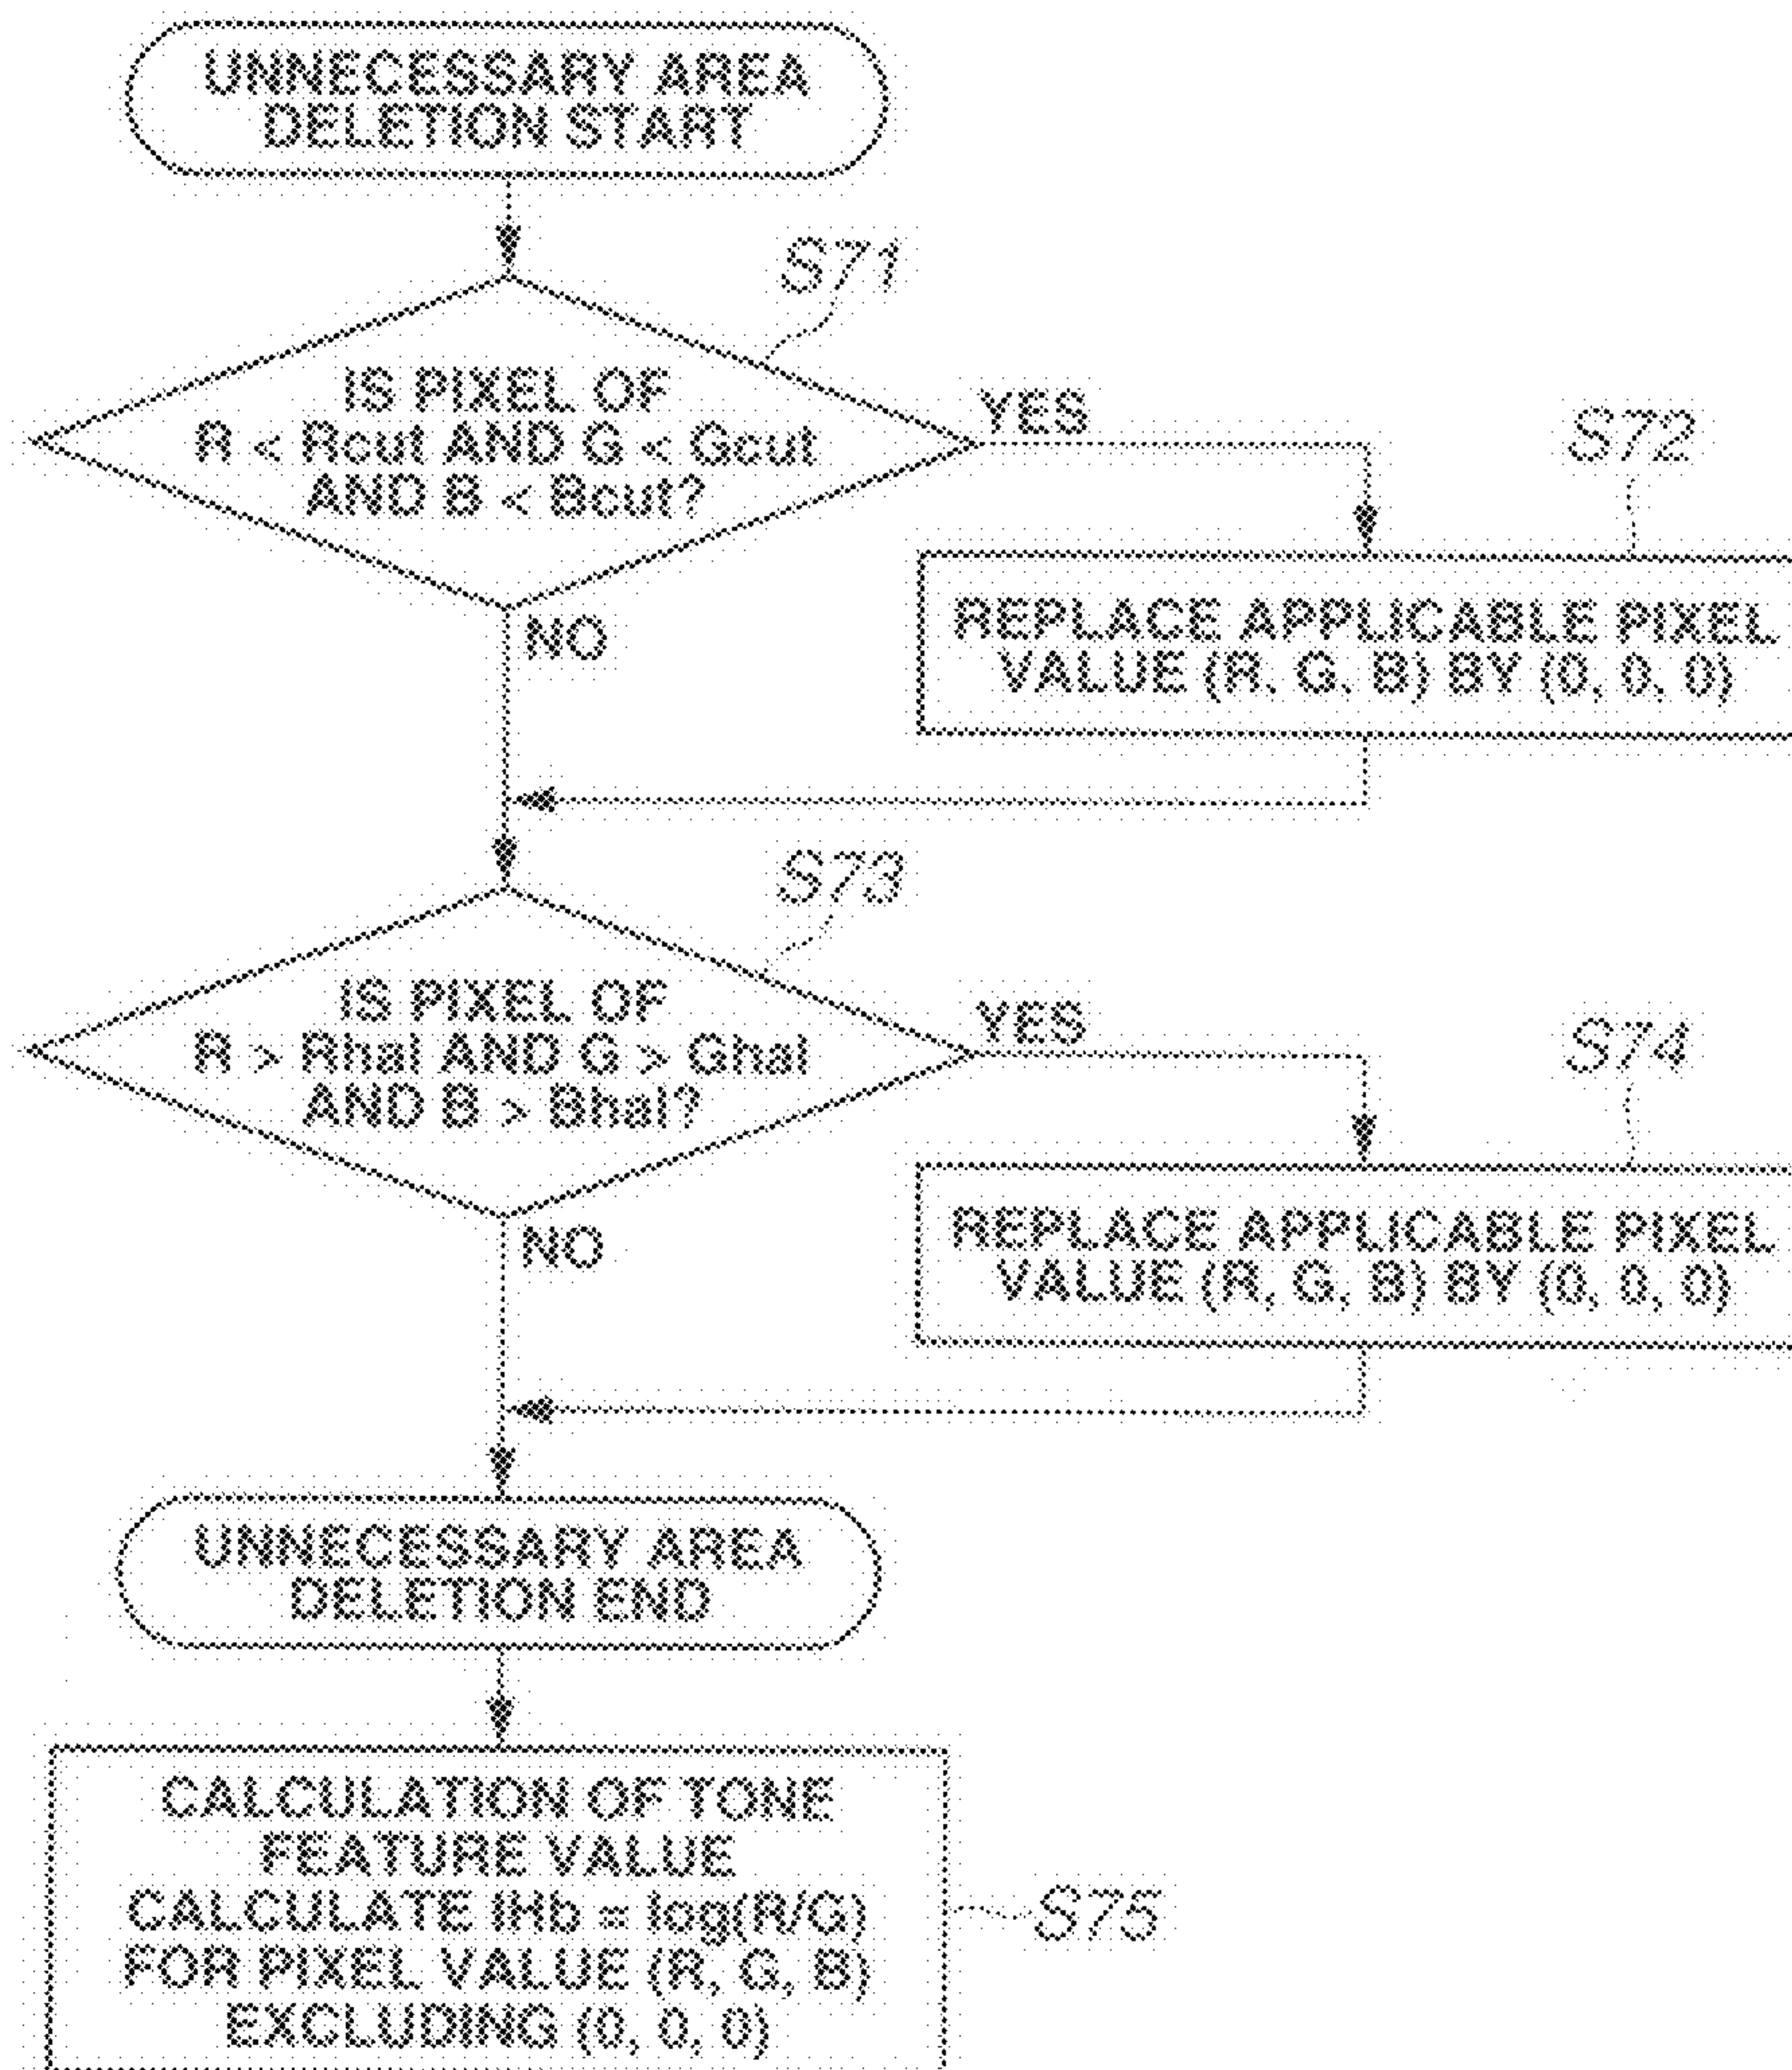 UNNECESSARY AREA
DELETION START
S71
IS PIXEL OF
R < Rcut AND G < Gcut
AND B < Bcut?
YES
NO
S72
REPLACE APPLICABLE PIXEL
VALUE (R, G, B) BY (0, 0, 0)
S73
IS PIXEL OF
R > Rhal AND G > Ghal
AND B > Bhal?
YES
NO
S74
REPLACE APPLICABLE PIXEL
VALUE (R, G, B) BY (0, 0, 0)
UNNECESSARY AREA
DELETION END
CALCULATION OF TONE
FEATURE VALUE
CALCULATE IHb = log(R/G)
FOR PIXEL VALUE (R, G, B)
EXCLUDING (0, 0, 0)
S75